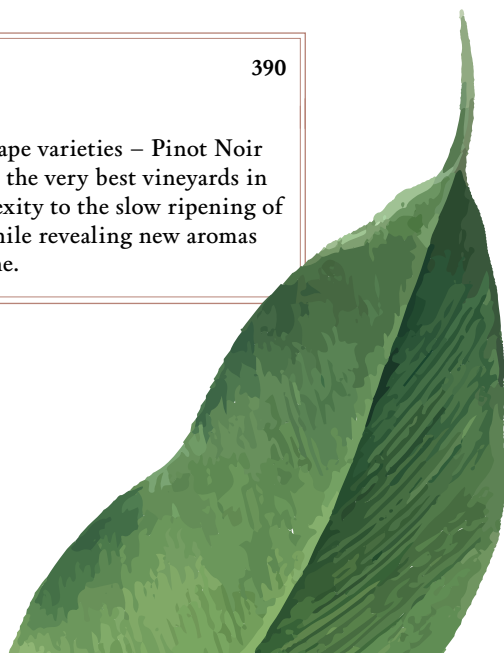 390
ape varieties – Pinot Noir
the very best vineyards in
exity to the slow ripening of
hile revealing new aromas
ne.